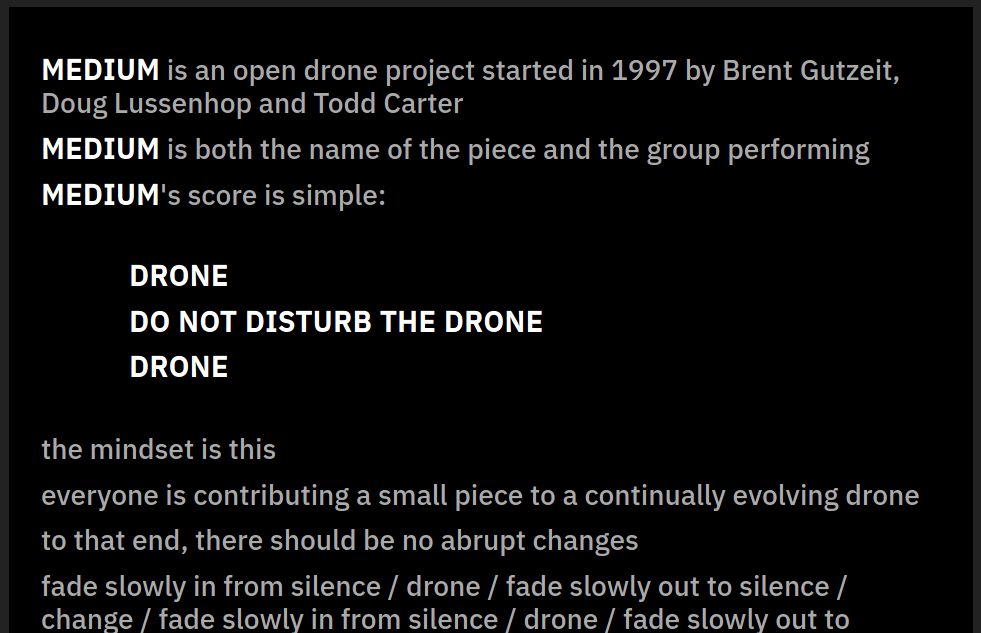 MEDIUM is an open drone project started in 1997 by Brent Gutzeit,
Doug Lussenhop and Todd Carter
MEDIUM is both the name of the piece and the group performing
MEDIUM's score is simple:
DRONE
DO NOT DISTURB THE DRONE
DRONE
the mindset is this
everyone is contributing a small piece to a continually evolving drone
to that end, there should be no abrupt changes
fade slowly in from silence / drone / fade slowly out to silence /
change / fade slowly in from silence / drone / fade slowly out to